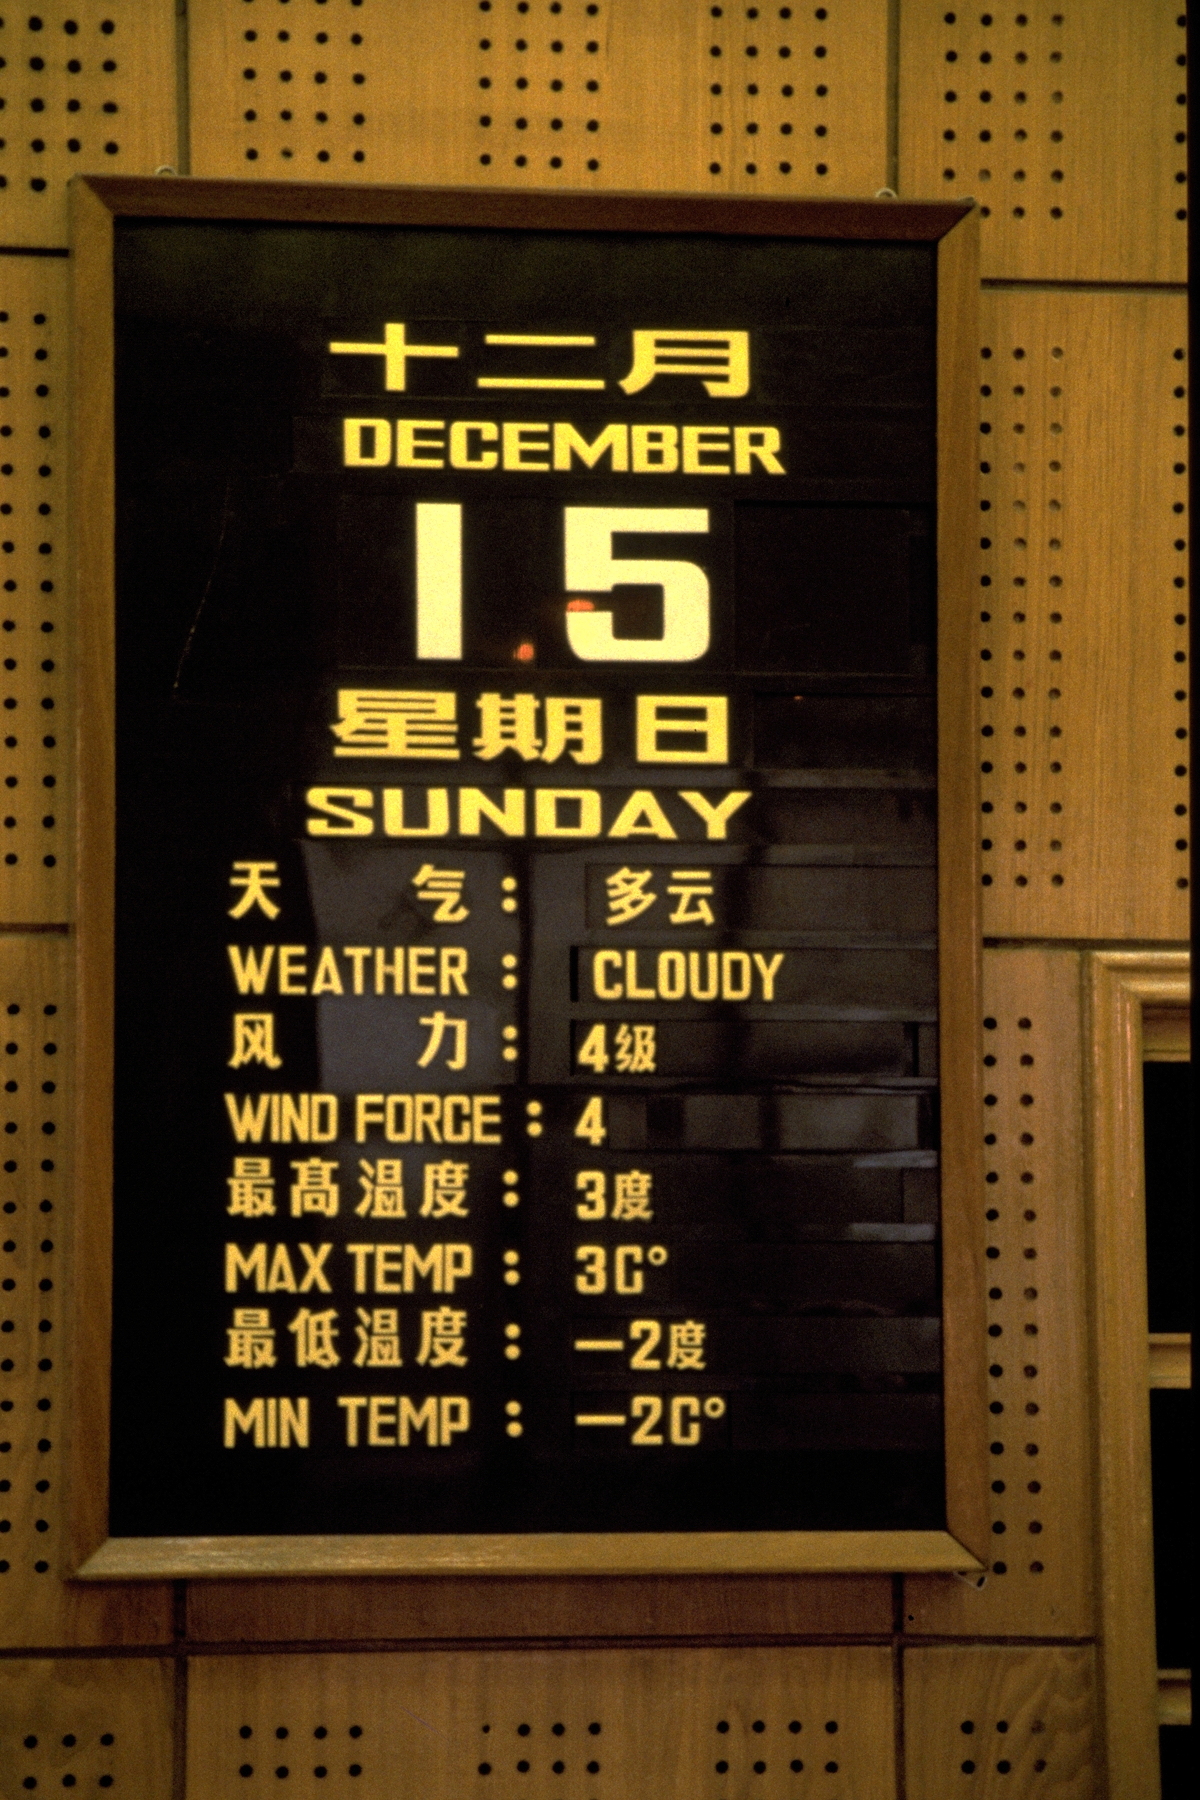 十二月
DECEMBER
15
星期日
SUNDAY
天 气：多云
WEATHER : CLOUDY
风 力：4级
WIND FORCE : 4
最高温度：3度
MAX TEMP : 3C°
最低温度：—2度
MIN TEMP : —2C°